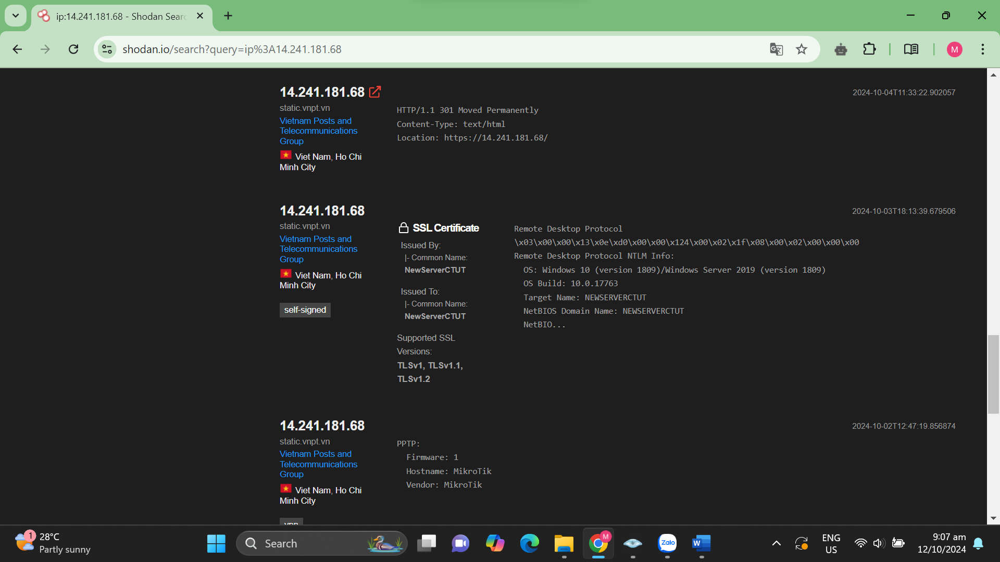 ip:14.241.181.68 - Shodan Sear
shodan.io/search?query=ip%3A14.241.181.68
M
14.241.181.68
2024-10-04T11:33:22.902057
static.vnpt.vn
Vietnam Posts and
Telecommunications
Group
Viet Nam, Ho Chi
Minh City
HTTP/1.1 301 Moved Permanently
Content-Type: text/html
Location: https://14.241.181.68/
14.241.181.68
2024-10-03T18:13:39.679506
static.vnpt.vn
Vietnam Posts and
Telecommunications
Group
Viet Nam, Ho Chi
Minh City
self-signed
SSL Certificate
Issued By:
|- Common Name:
NewServerCTUT
Issued To:
|- Common Name:
NewServerCTUT
Supported SSL
Versions:
TLSv1, TLSv1.1,
TLSv1.2
Remote Desktop Protocol
\x03\x00\x00\x13\x0e\xd0\x00\x00\x124\x00\x02\x1f\x08\x00\x02\x00\x00\x00
Remote Desktop Protocol NTLM Info:
OS: Windows 10 (version 1809)/Windows Server 2019 (version 1809)
OS Build: 10.0.17763
Target Name: NEWSERVERCTUT
NetBIOS Domain Name: NEWSERVERCTUT
NetBIO...
14.241.181.68
2024-10-02T12:47:19.856874
static.vnpt.vn
Vietnam Posts and
Telecommunications
Group
Viet Nam, Ho Chi
Minh City
vpn
PPTP:
Firmware: 1
Hostname: MikroTik
Vendor: MikroTik
1
28°C
Partly sunny
Search
M
Zalo
W
ENG
US
9:07 am
12/10/2024